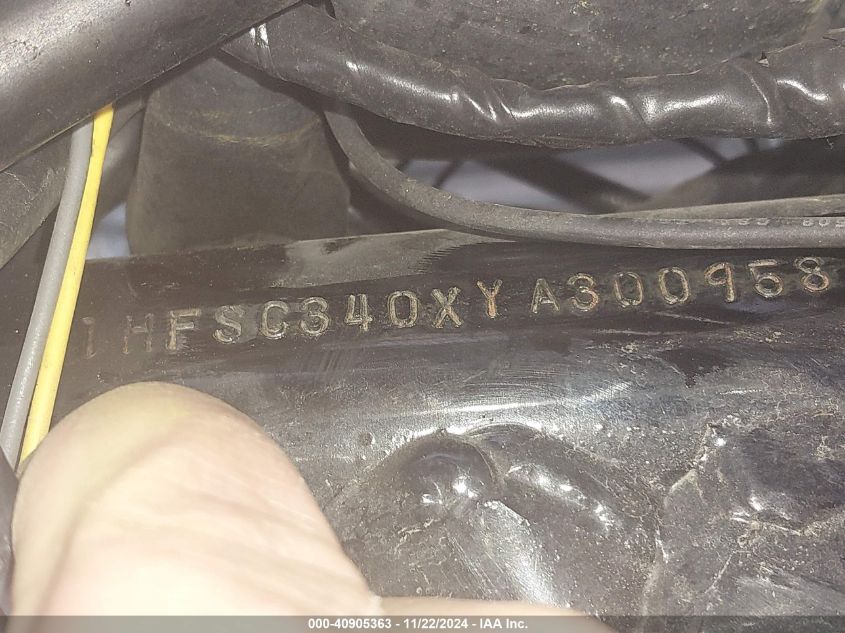 1HFSC340XYA300958
000-40905363 - 11/22/2024 - IAA Inc.